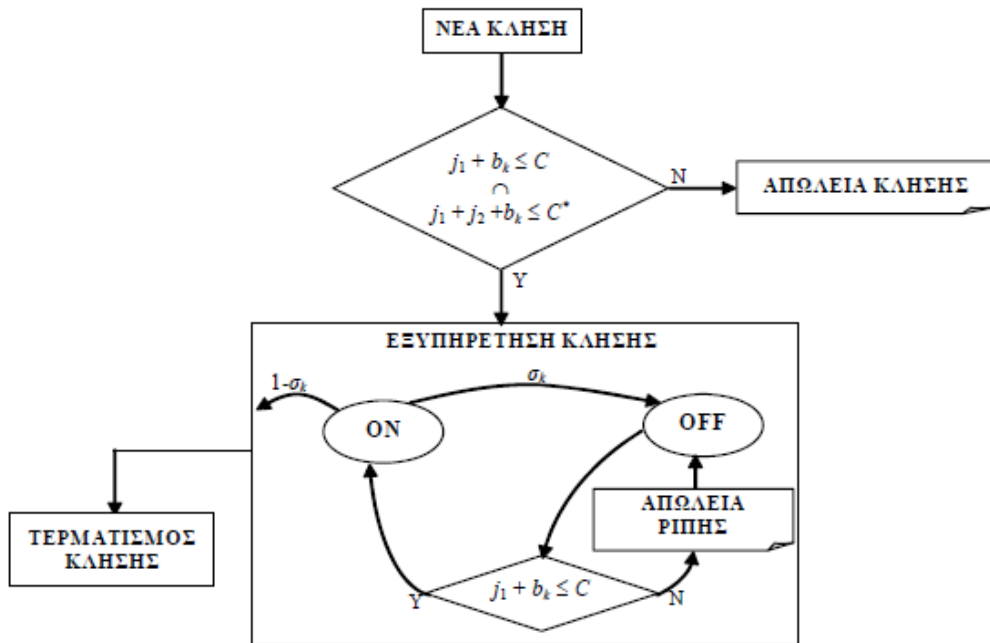 ΝΕΑ ΚΛΗΣΗ
j₁ + bₖ ≤ C
∩
j₁ + j₂ +bₖ ≤ C*
N
ΑΠΩΛΕΙΑ ΚΛΗΣΗΣ
Y
ΕΞΥΠΗΡΕΤΗΣΗ ΚΛΗΣΗΣ
1-σₖ
σₖ
ON
OFF
ΑΠΩΛΕΙΑ
ΡΙΠΗΣ
ΤΕΡΜΑΤΙΣΜΟΣ
ΚΛΗΣΗΣ
Y
j₁ + bₖ ≤ C
N